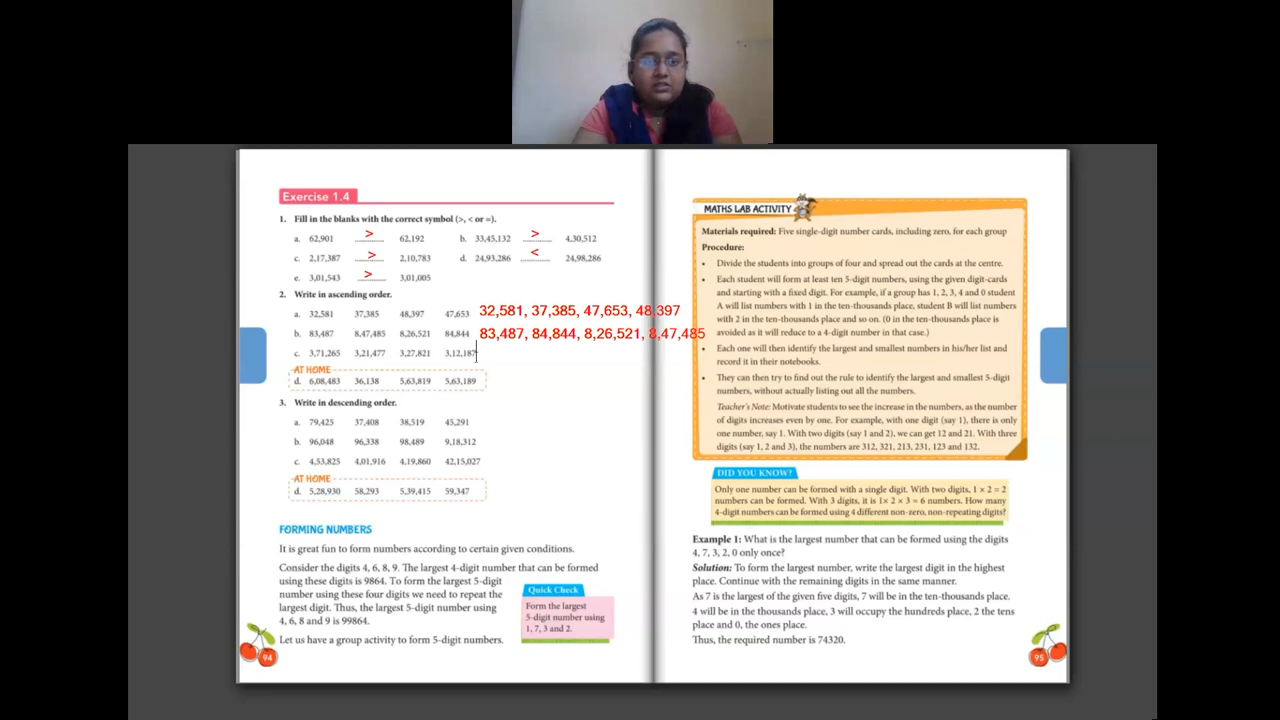 Exercise 1.4
1. Fill in the blanks with the correct symbol (>, < or =).
a. 62,901 > 62,192 b. 33,45,132 > 4,30,512
c. 2,17,387 > 2,10,783 d. 24,93,286 < 24,98,286
e. 3,01,543 > 3,01,005
2. Write in ascending order.
a. 32,581 37,385 48,397 47,653 32,581, 37,385, 47,653, 48,397
b. 83,487 8,47,485 8,26,521 84,844 83,487, 84,844, 8,26,521, 8,47,485
c. 3,71,265 3,21,477 3,27,821 3,12,187
AT HOME
d. 6,08,483 36,138 5,63,819 5,63,189
3. Write in descending order.
a. 79,425 37,408 38,519 45,291
b. 96,048 96,338 98,489 9,18,312
c. 4,53,825 4,01,916 4,19,860 42,15,027
AT HOME
d. 5,28,930 58,293 5,39,415 59,347
FORMING NUMBERS
It is great fun to form numbers according to certain given conditions.
Consider the digits 4, 6, 8, 9. The largest 4-digit number that can be formed
using these digits is 9864. To form the largest 5-digit
number using these four digits we need to repeat the
largest digit. Thus, the largest 5-digit number using
4, 6, 8 and 9 is 99864.
Let us have a group activity to form 5-digit numbers.
Quick Check
Form the largest
5-digit number using
1, 7, 3 and 2.
94
MATHS LAB ACTIVITY
Materials required: Five single-digit number cards, including zero, for each group
Procedure:
• Divide the students into groups of four and spread out the cards at the centre.
• Each student will form at least ten 5-digit numbers, using the given digit-cards
and starting with a fixed digit. For example, if a group has 1, 2, 3, 4 and 0 student
A will list numbers with 1 in the ten-thousands place, student B will list numbers
with 2 in the ten-thousands place and so on. (0 in the ten-thousands place is
avoided as it will reduce to a 4-digit number in that case.)
• Each one will then identify the largest and smallest numbers in his/her list and
record it in their notebooks.
• They can then try to find out the rule to identify the largest and smallest 5-digit
numbers, without actually listing out all the numbers.
Teacher's Note: Motivate students to see the increase in the numbers, as the number
of digits increases even by one. For example, with one digit (say 1), there is only
one number, say 1. With two digits (say 1 and 2), we can get 12 and 21. With three
digits (say 1, 2 and 3), the numbers are 312, 321, 213, 231, 123 and 132.
DID YOU KNOW?
Only one number can be formed with a single digit. With two digits, 1 × 2 = 2
numbers can be formed. With 3 digits, it is 1× 2 × 3 = 6 numbers. How many
4-digit numbers can be formed using 4 different non-zero, non-repeating digits?
Example 1: What is the largest number that can be formed using the digits
4, 7, 3, 2, 0 only once?
Solution: To form the largest number, write the largest digit in the highest
place. Continue with the remaining digits in the same manner.
As 7 is the largest of the given five digits, 7 will be in the ten-thousands place.
4 will be in the thousands place, 3 will occupy the hundreds place, 2 the tens
place and 0, the ones place.
Thus, the required number is 74320.
95